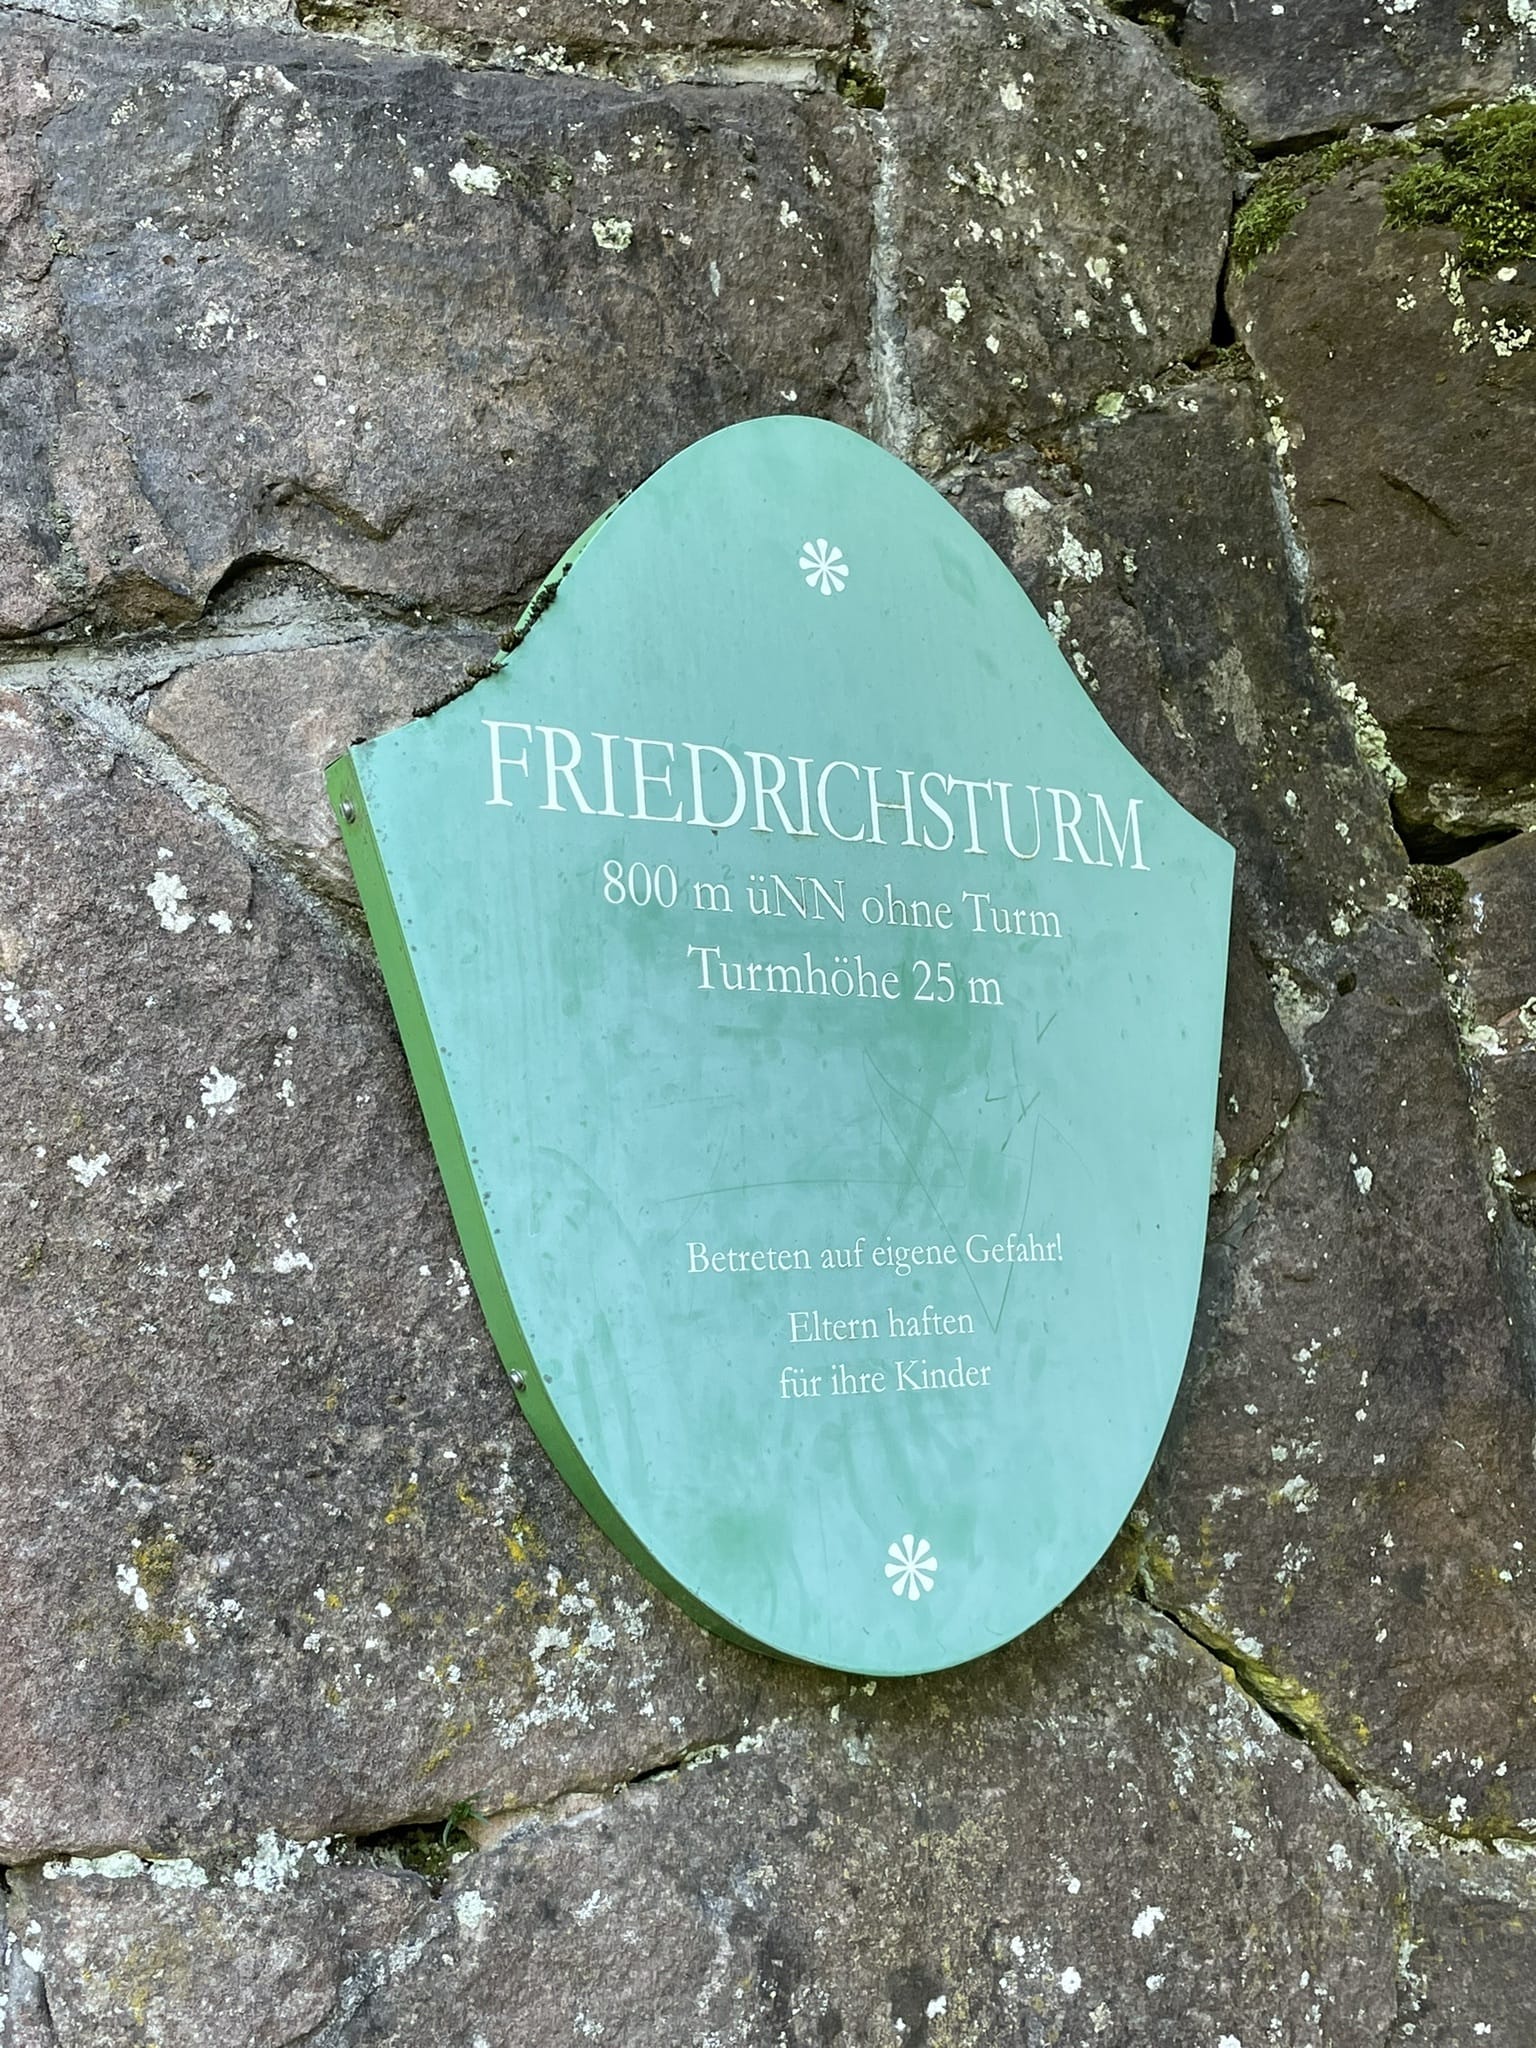 FRIEDRICHSTURM
800 m üNN ohne Turm
Turmhöhe 25 m
Betreten auf eigene Gefahr!
Eltern haften
für ihre Kinder